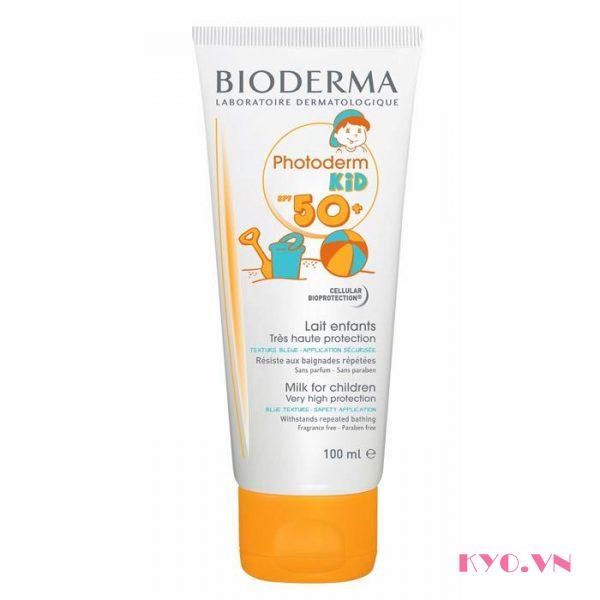 BIODERMA
LABORATOIRE DERMATOLOGIQUE
Photoderm
KiD
SPF 50+
CELLULAR
BIOPROTECTION®
Lait enfants
Très haute protection
TEXTURE BLEUE - APPLICATION SÉCURISÉE
Résiste aux baignades répétées
Sans parfum - Sans paraben
Milk for children
Very high protection
BLUE TEXTURE - SAFETY APPLICATION
Withstands repeated bathing
Fragrance free - Paraben free
100 ml e
KYO.VN